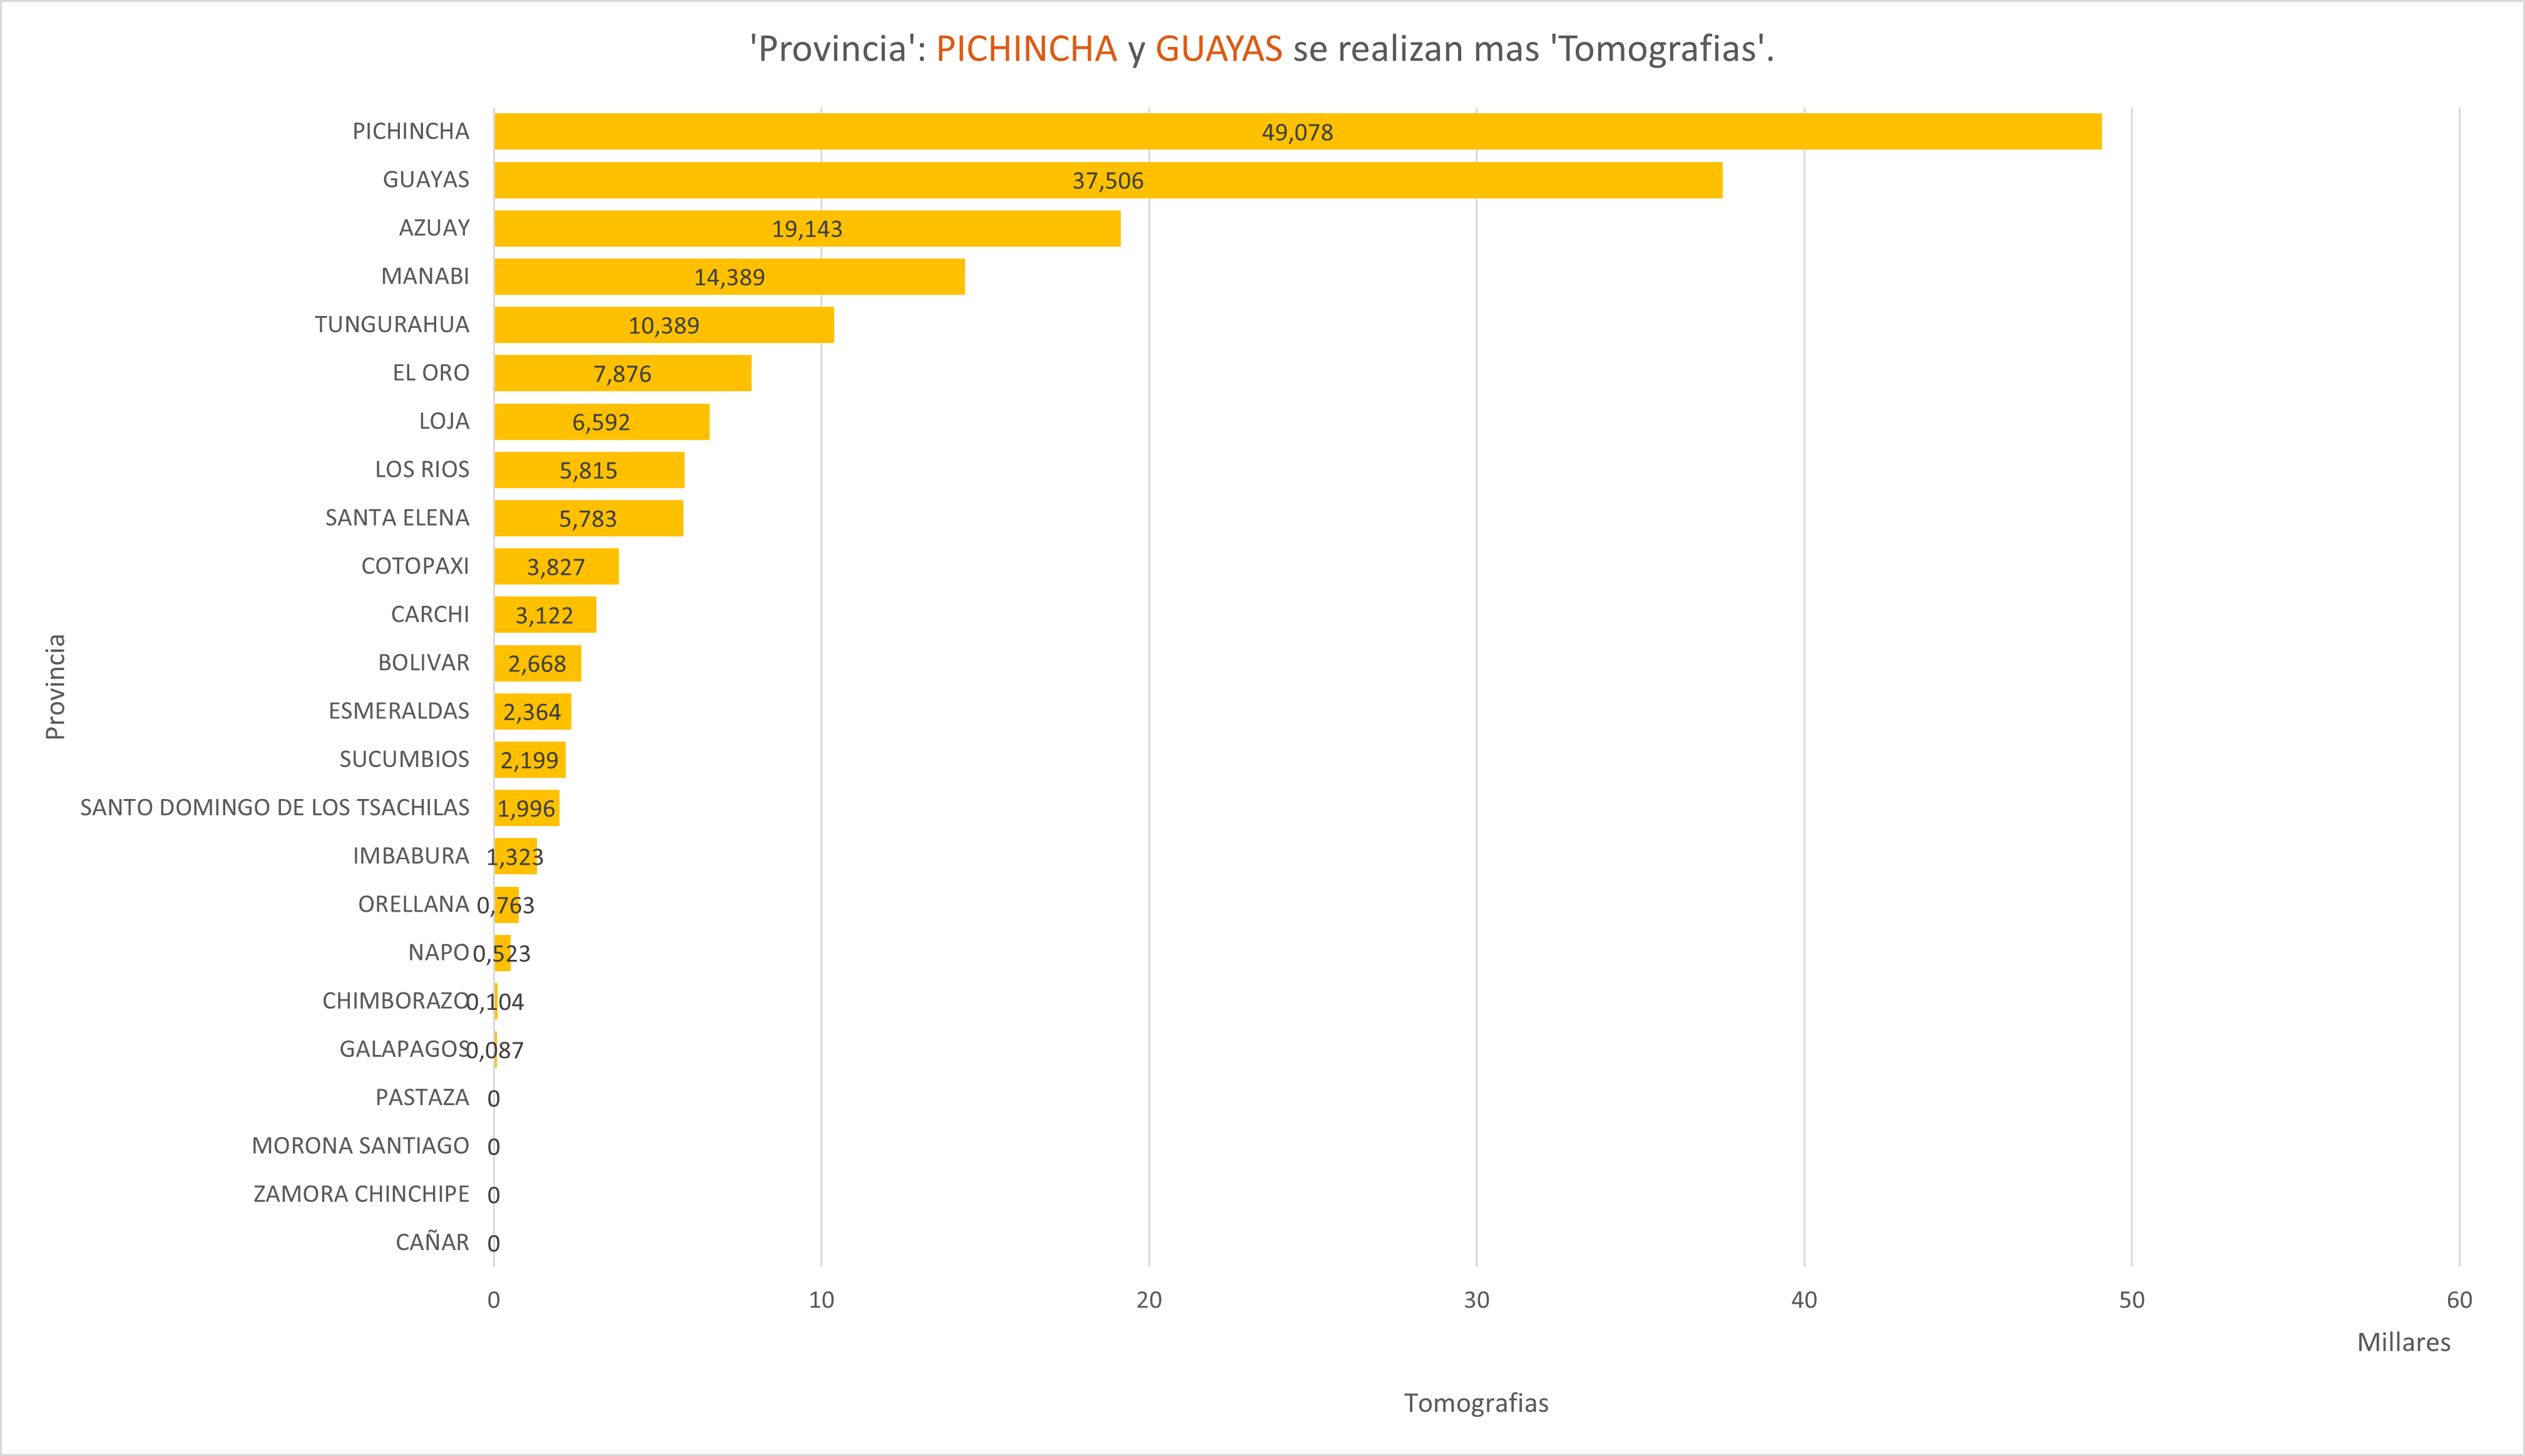 'Provincia': PICHINCHA y GUAYAS se realizan mas 'Tomografias'.
PICHINCHA 49,078
GUAYAS 37,506
AZUAY 19,143
MANABI 14,389
TUNGURAHUA 10,389
EL ORO 7,876
LOJA 6,592
LOS RIOS 5,815
SANTA ELENA 5,783
COTOPAXI 3,827
CARCHI 3,122
BOLIVAR 2,668
ESMERALDAS 2,364
SUCUMBIOS 2,199
SANTO DOMINGO DE LOS TSACHILAS 1,996
IMBABURA 1,323
ORELLANA 0,763
NAPO 0,523
CHIMBORAZO 0,104
GALAPAGOS 0,087
PASTAZA 0
MORONA SANTIAGO 0
ZAMORA CHINCHIPE 0
CAÑAR 0
Provincia
0 10 20 30 40 50 60
Millares
Tomografias